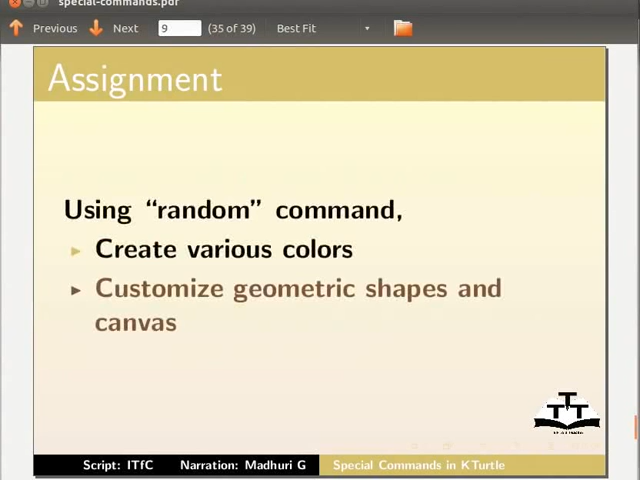 special-commands.pdf
Previous Next 9 (35 of 39) Best Fit
Assignment
Using “random” command,
Create various colors
Customize geometric shapes and
canvas
TTT
Script: ITfC Narration: Madhuri G Special Commands in KTurtle